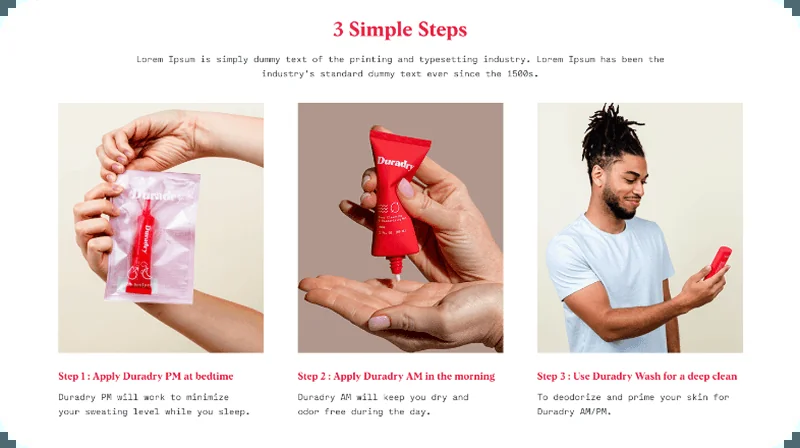 3 Simple Steps
Lorem Ipsum is simply dummy text of the printing and typesetting industry. Lorem Ipsum has been the
industry's standard dummy text ever since the 1500s.
Duradry
Duradry
Duradry
Step 1 : Apply Duradry PM at bedtime
Duradry PM will work to minimize
your sweating level while you sleep.
Step 2 : Apply Duradry AM in the morning
Duradry AM will keep you dry and
odor free during the day.
Step 3 : Use Duradry Wash for a deep clean
To deodorize and prime your skin for
Duradry AM/PM.